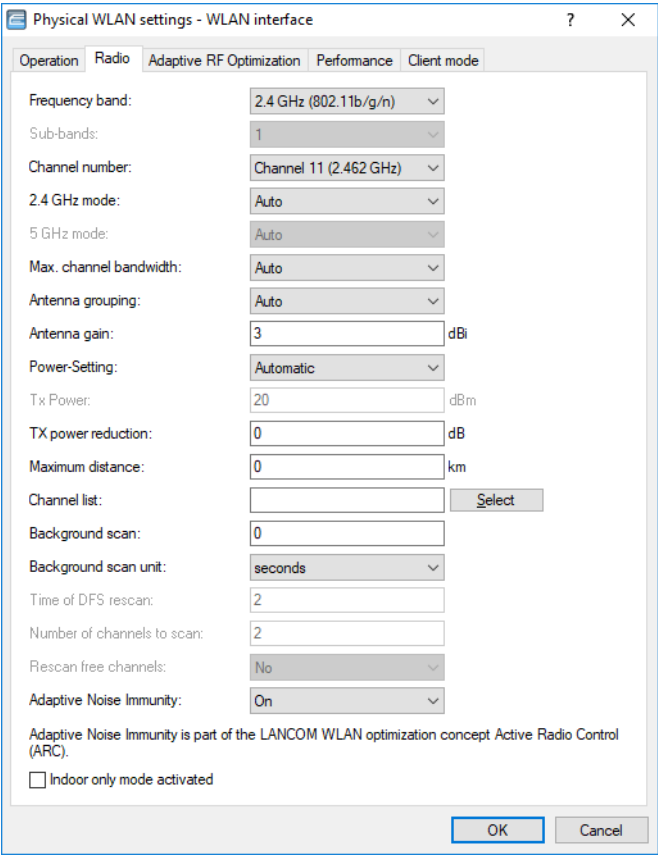 Physical WLAN settings - WLAN interface ?
Operation Radio Adaptive RF Optimization Performance Client mode
Frequency band: 2.4 GHz (802.11b/g/n)
Sub-bands: 1
Channel number: Channel 11 (2.462 GHz)
2.4 GHz mode: Auto
5 GHz mode: Auto
Max. channel bandwidth: Auto
Antenna grouping: Auto
Antenna gain: 3 dBi
Power-Setting: Automatic
Tx Power: 20 dBm
TX power reduction: 0 dB
Maximum distance: 0 km
Channel list: Select
Background scan: 0
Background scan unit: seconds
Time of DFS rescan: 2
Number of channels to scan: 2
Rescan free channels: No
Adaptive Noise Immunity: On
Adaptive Noise Immunity is part of the LANCOM WLAN optimization concept Active Radio Control
(ARC).
Indoor only mode activated
OK Cancel